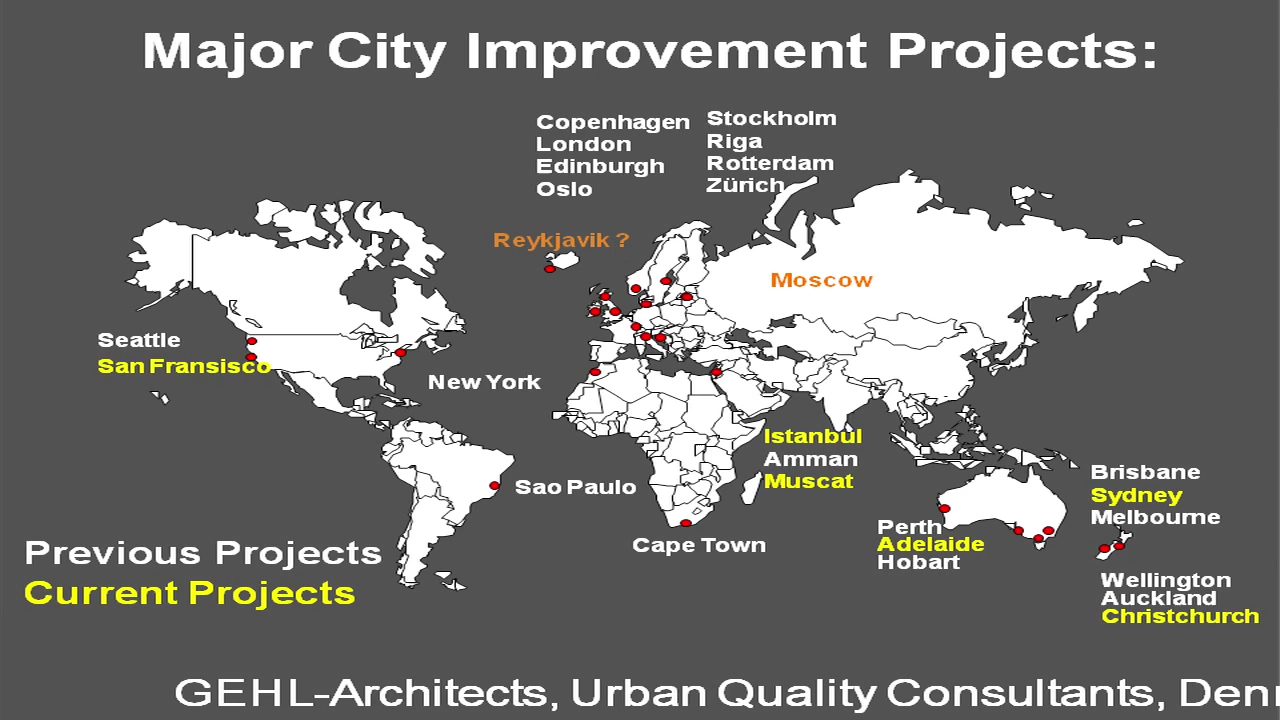 Major City Improvement Projects:
Copenhagen
London
Edinburgh
Oslo
Stockholm
Riga
Rotterdam
Zürich
Reykjavik ?
Moscow
Seattle
San Fransisco
New York
Istanbul
Amman
Muscat
Sao Paulo
Cape Town
Brisbane
Sydney
Melbourne
Perth
Adelaide
Hobart
Wellington
Auckland
Christchurch
Previous Projects
Current Projects
GEHL-Architects, Urban Quality Consultants,